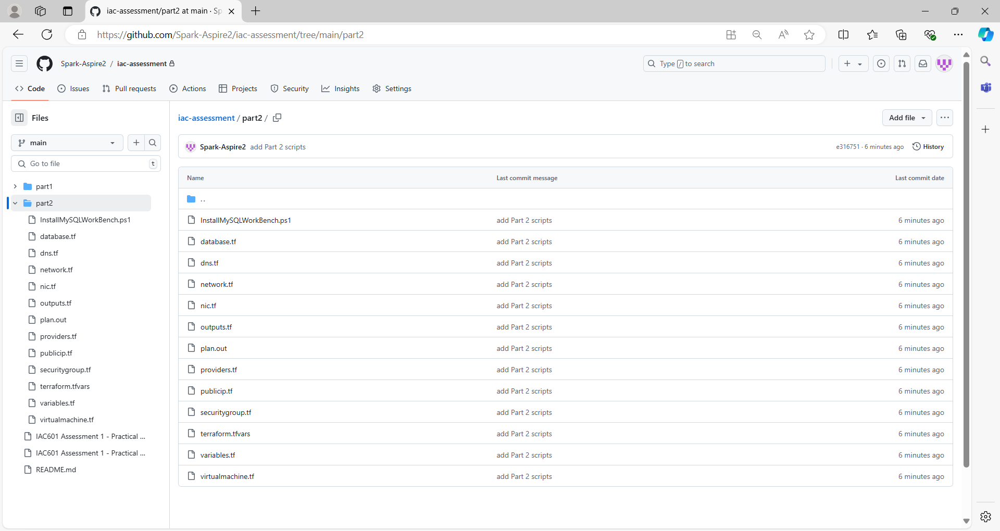 iac-assessment/part2 at main · Sp
https://github.com/Spark-Aspire2/iac-assessment/tree/main/part2
Spark-Aspire2 / iac-assessment
Type / to search
Code
Issues
Pull requests
Actions
Projects
Security
Insights
Settings
Files
main
Go to file
t
part1
part2
InstallMySQLWorkBench.ps1
database.tf
dns.tf
network.tf
nic.tf
outputs.tf
plan.out
providers.tf
publicip.tf
securitygroup.tf
terraform.tfvars
variables.tf
virtualmachine.tf
IAC601 Assessment 1 - Practical ...
IAC601 Assessment 1 - Practical ...
README.md
iac-assessment / part2 /
Add file
Spark-Aspire2 add Part 2 scripts
e316751 · 6 minutes ago
History
Name Last commit message Last commit date
..
InstallMySQLWorkBench.ps1 add Part 2 scripts 6 minutes ago
database.tf add Part 2 scripts 6 minutes ago
dns.tf add Part 2 scripts 6 minutes ago
network.tf add Part 2 scripts 6 minutes ago
nic.tf add Part 2 scripts 6 minutes ago
outputs.tf add Part 2 scripts 6 minutes ago
plan.out add Part 2 scripts 6 minutes ago
providers.tf add Part 2 scripts 6 minutes ago
publicip.tf add Part 2 scripts 6 minutes ago
securitygroup.tf add Part 2 scripts 6 minutes ago
terraform.tfvars add Part 2 scripts 6 minutes ago
variables.tf add Part 2 scripts 6 minutes ago
virtualmachine.tf add Part 2 scripts 6 minutes ago